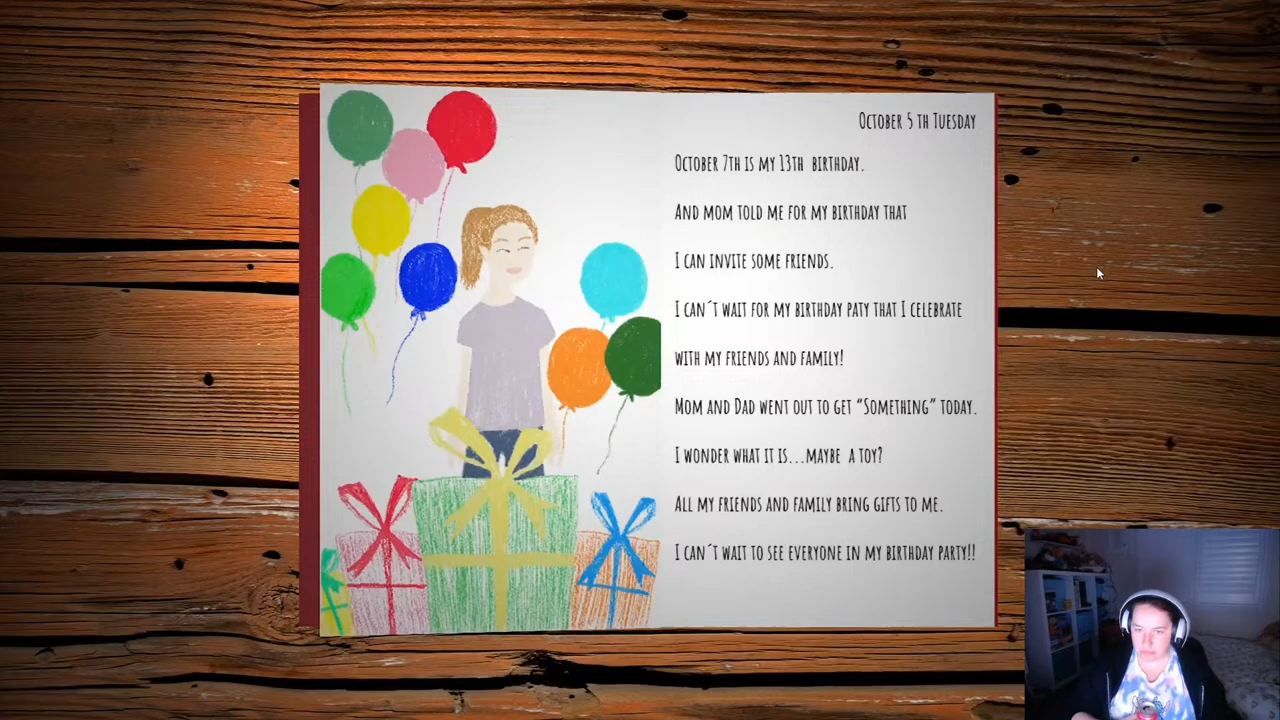 October 5 th Tuesday
October 7th is my 13th birthday.
And mom told me for my birthday that
I can invite some friends.
I can´t wait for my birthday paty that I celebrate
with my friends and family!
Mom and Dad went out to get “Something” today.
I wonder what it is...maybe a toy?
All my friends and family bring gifts to me.
I can´t wait to see everyone in my birthday party!!